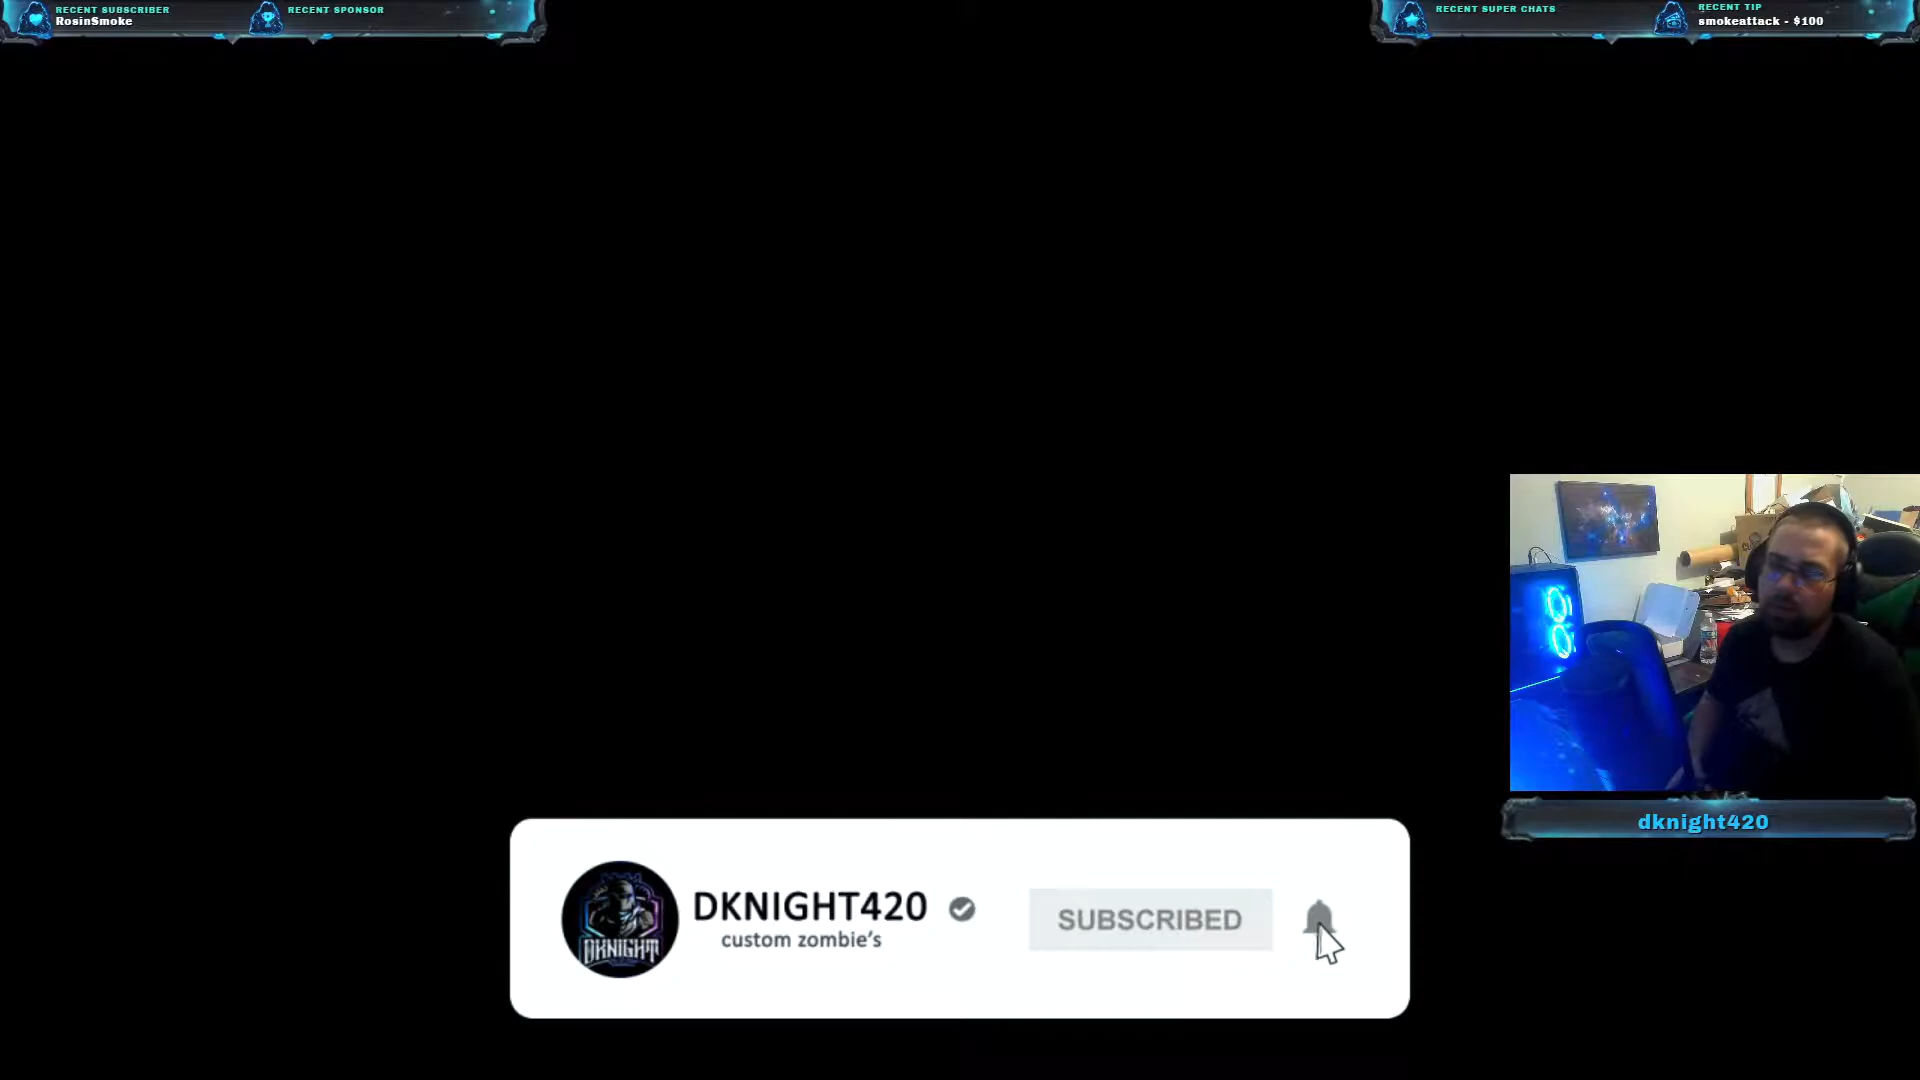 RECENT SUBSCRIBER
RosinSmoke
RECENT SPONSOR
RECENT SUPER CHATS
RECENT TIP
smokeattack - $100
dknight420
DKNIGHT420
custom zombie's
SUBSCRIBED
DKNIGHT